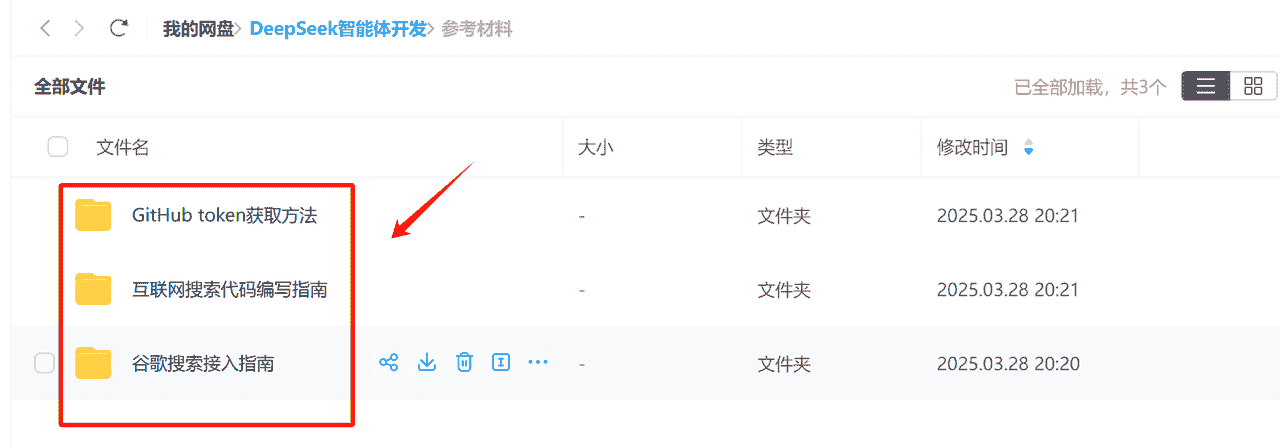 我的网盘> DeepSeek智能体开发> 参考材料
全部文件 已全部加载，共3个
文件名 大小 类型 修改时间
GitHub token获取方法 - 文件夹 2025.03.28 20:21
互联网搜索代码编写指南 - 文件夹 2025.03.28 20:21
谷歌搜索接入指南 - 文件夹 2025.03.28 20:20